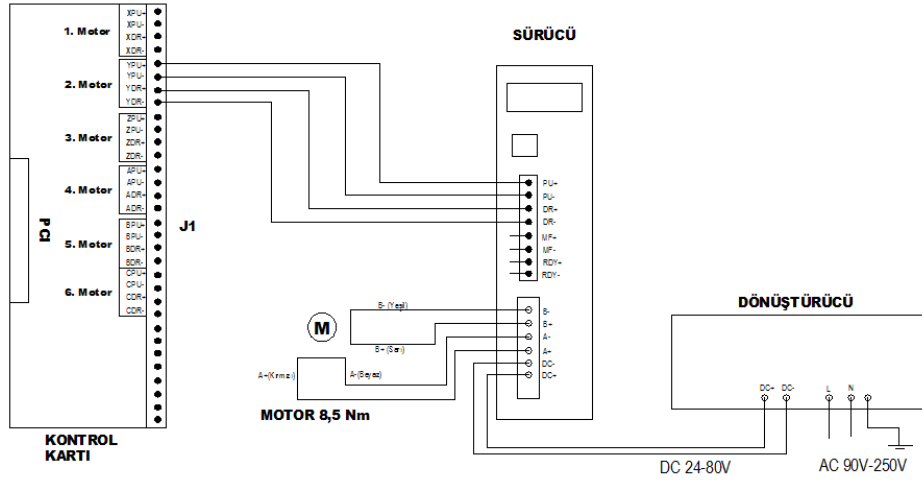 XPU+
XPU-
1. Motor
XDR+
XDR-
YPU+
YPU-
2. Motor
YDR+
YDR-
ZPU+
ZPU-
3. Motor
ZDR+
ZDR-
APU+
APU-
4. Motor
ADR+
ADR-
BPU+
BPU-
5. Motor
BDR+
BDR-
CPU+
CPU-
6. Motor
CDR+
CDR-
PCI
J1
KONTROL
KARTI
SÜRÜCÜ
PU+
PU-
DR+
DR-
MF+
MF-
RDY+
RDY-
B-
B+
A-
A+
DC-
DC+
M
B- (Yeşil)
B+(Sarı)
A+(Kırmızı)
A-(Beyaz)
MOTOR 8,5 Nm
DÖNÜŞTÜRÜCÜ
DC+ DC- L N
DC 24-80V
AC 90V-250V